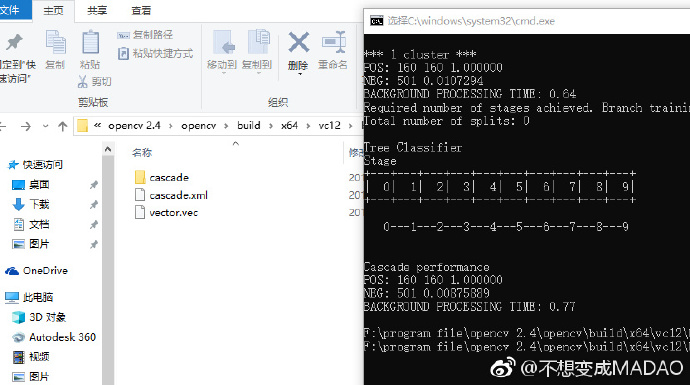 文件
主页
共享
查看
固定到"快
速访问"
复制
粘贴
复制路径
粘贴快捷方式
剪切
剪贴板
移动到
复制到
删除
重命名
组织
« opencv 2.4 › opencv › build › x64 › vc12 ›
名称
快速访问
桌面
下载
文档
图片
OneDrive
此电脑
3D 对象
Autodesk 360
视频
图片
cascade
cascade.xml
vector.vec
201
201
201
选择C:\windows\system32\cmd.exe
*** 1 cluster ***
POS: 160 160 1.000000
NEG: 501 0.0107294
BACKGROUND PROCESSING TIME: 0.64
Required number of stages achieved. Branch traini
Total number of splits: 0
Tree Classifier
Stage
+---+---+---+---+---+---+---+---+---+---+
|  0|  1|  2|  3|  4|  5|  6|  7|  8|  9|
+---+---+---+---+---+---+---+---+---+---+
0---1---2---3---4---5---6---7---8---9
Cascade performance
POS: 160 160 1.000000
NEG: 501 0.00875889
BACKGROUND PROCESSING TIME: 0.77
F:\program file\opencv 2.4\opencv\build\x64\vc12\
F:\program file\opencv 2.4\opencv\build\x64\vc12\
@不想变成MADAO